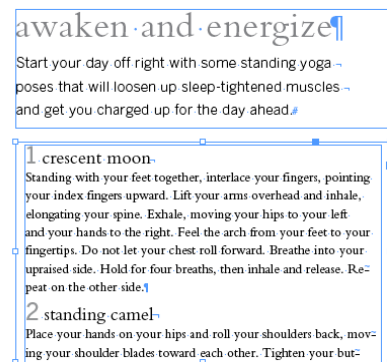 awaken and energize
Start your day off right with some standing yoga
poses that will loosen up sleep-tightened muscles
and get you charged up for the day ahead.
1 crescent moon
Standing with your feet together, interlace your fingers, pointing
your index fingers upward. Lift your arms overhead and inhale,
elongating your spine. Exhale, moving your hips to your left
and your hands to the right. Feel the arch from your feet to your
fingertips. Do not let your chest roll forward. Breathe into your
upraised side. Hold for four breaths, then inhale and release. Re-
peat on the other side.
2 standing camel
Place your hands on your hips and roll your shoulders back, mov-
ing your shoulder blades toward each other. Tighten your but-